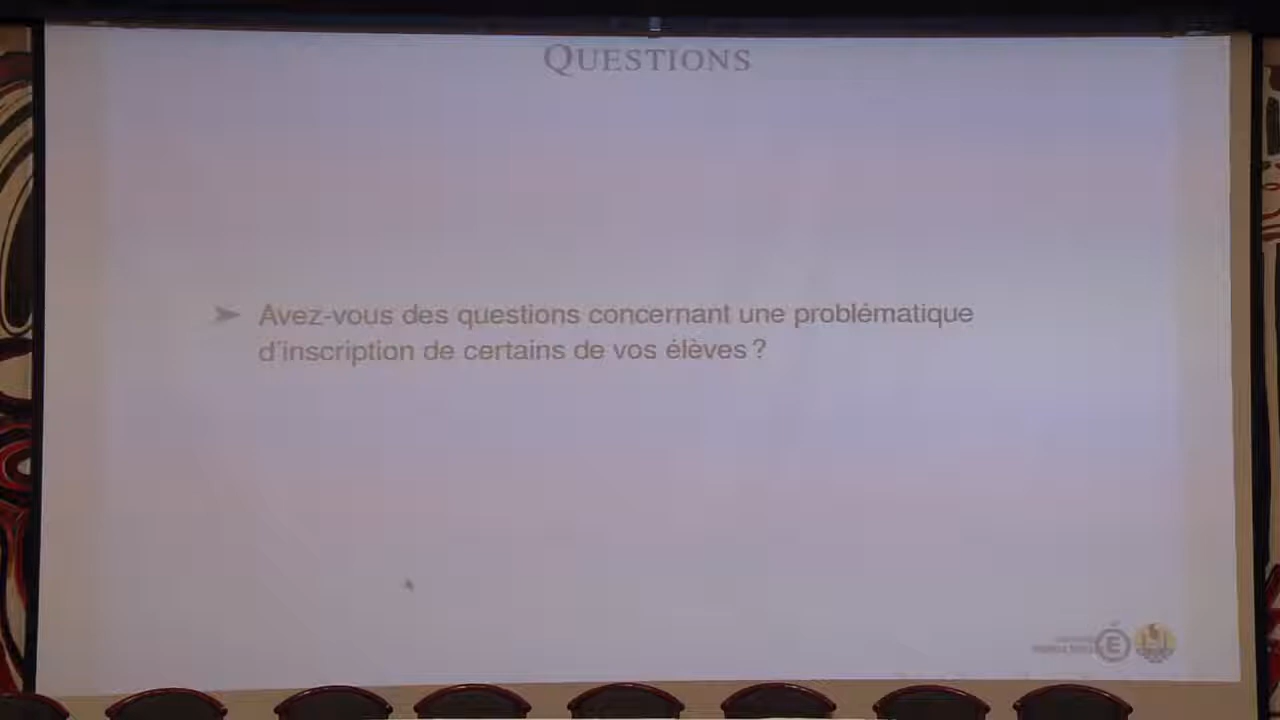 QUESTIONS
➤ Avez-vous des questions concernant une problématique
d'inscription de certains de vos élèves ?
É